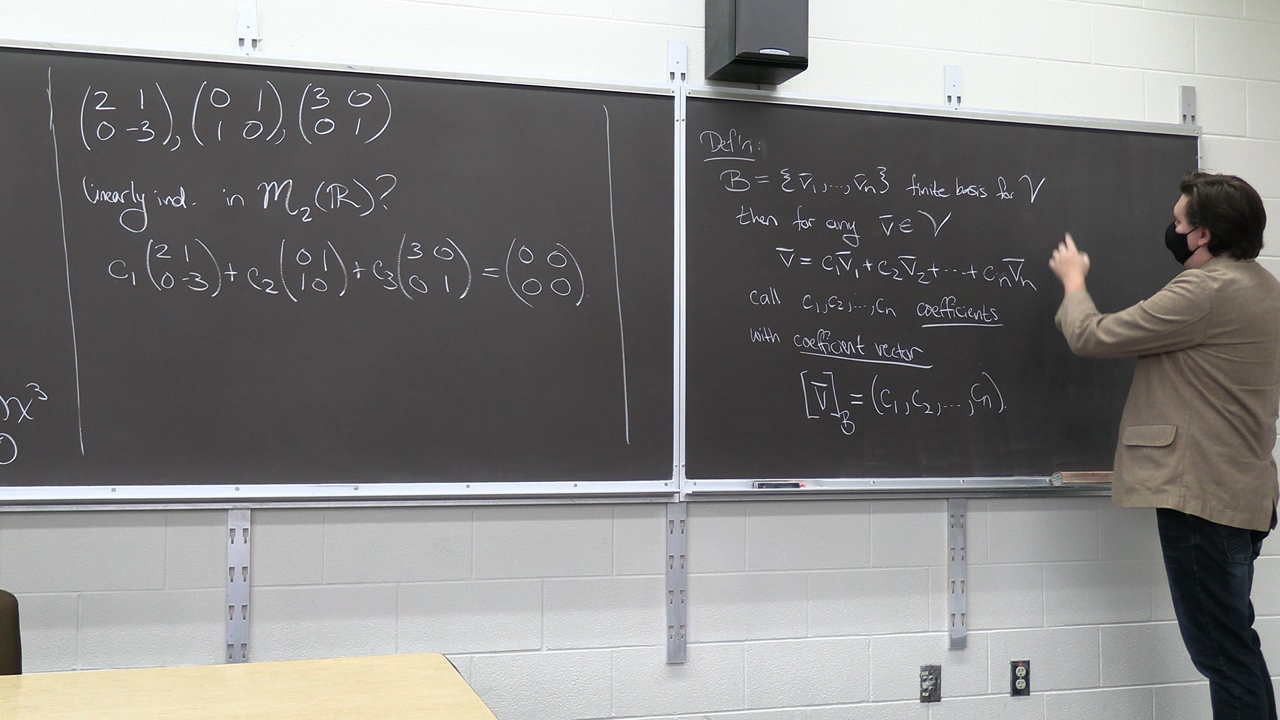 (2 1
0 -3), (0 1
1 0), (3 0
0 1)
linearly ind. in M₂(ℝ)?
c₁(2 1
0 -3) + c₂(0 1
1 0) + c₃(3 0
0 1) = (0 0
0 0)
x³
0
Def'n:
B = {v̄₁,...,v̄ₙ} finite basis for V
then for any v̄ ∈ V
v̄ = c₁v̄₁ + c₂v̄₂ + ... + cₙv̄ₙ
call c₁,c₂,...,cₙ coefficients
with coefficient vector
[v̄]_B = (c₁,c₂,...,cₙ).